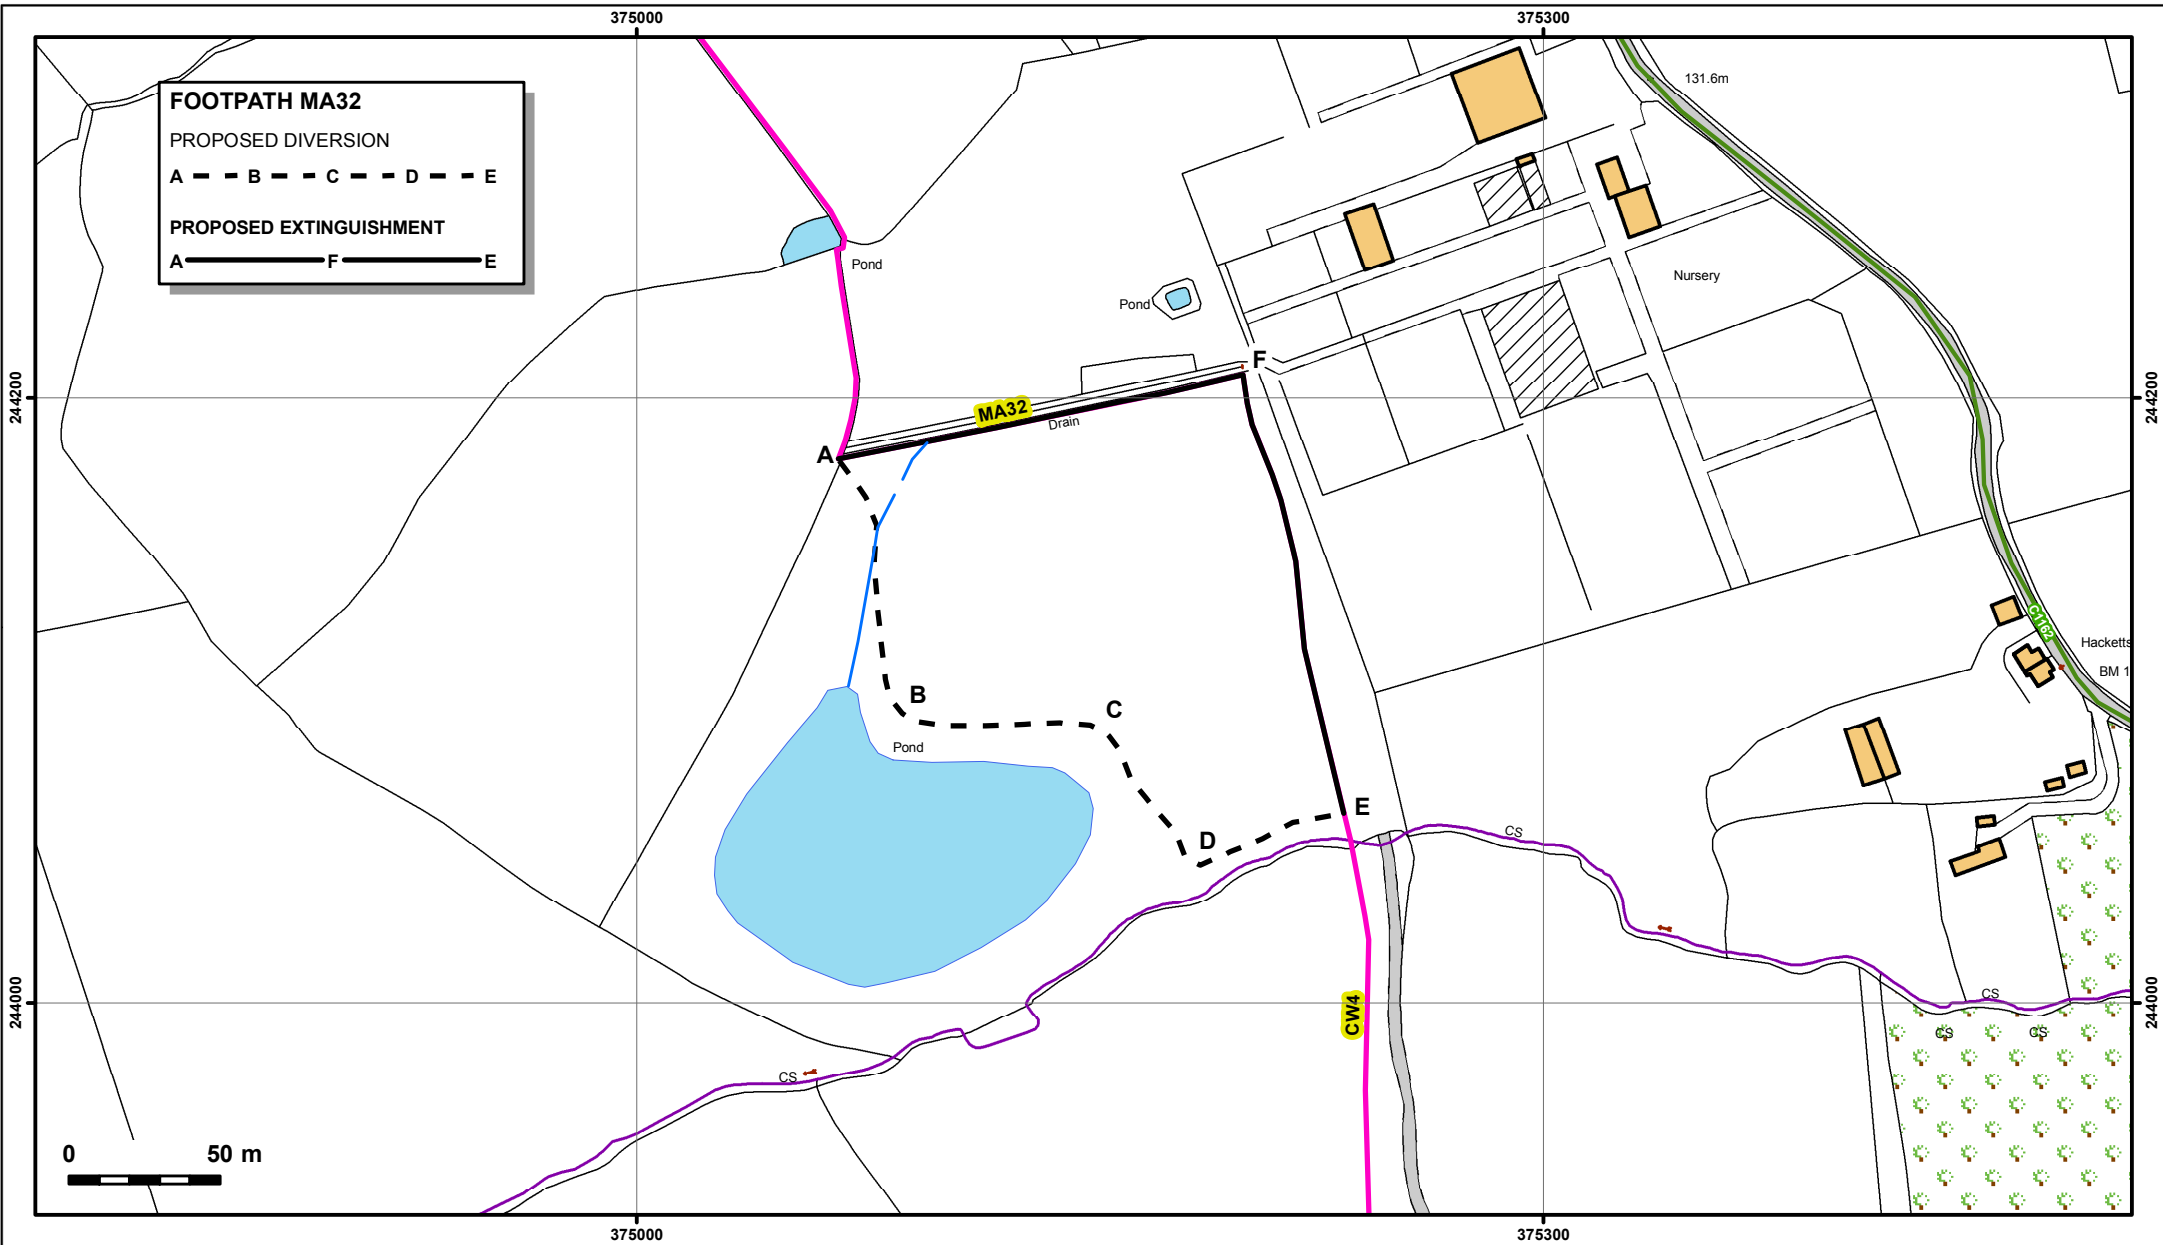 375000
375300
FOOTPATH MA32
PROPOSED DIVERSION
A B C D E
PROPOSED EXTINGUISHMENT
A F E
131.6m
Pond
Nursery
Pond
F
244200
244200
MA32
Drain
A
C1162
Hacketts
B
BM 1
C
Pond
E
CS
D
CS
244000
CW4
244000
CS
CS
CS
0 50 m
375000
375300